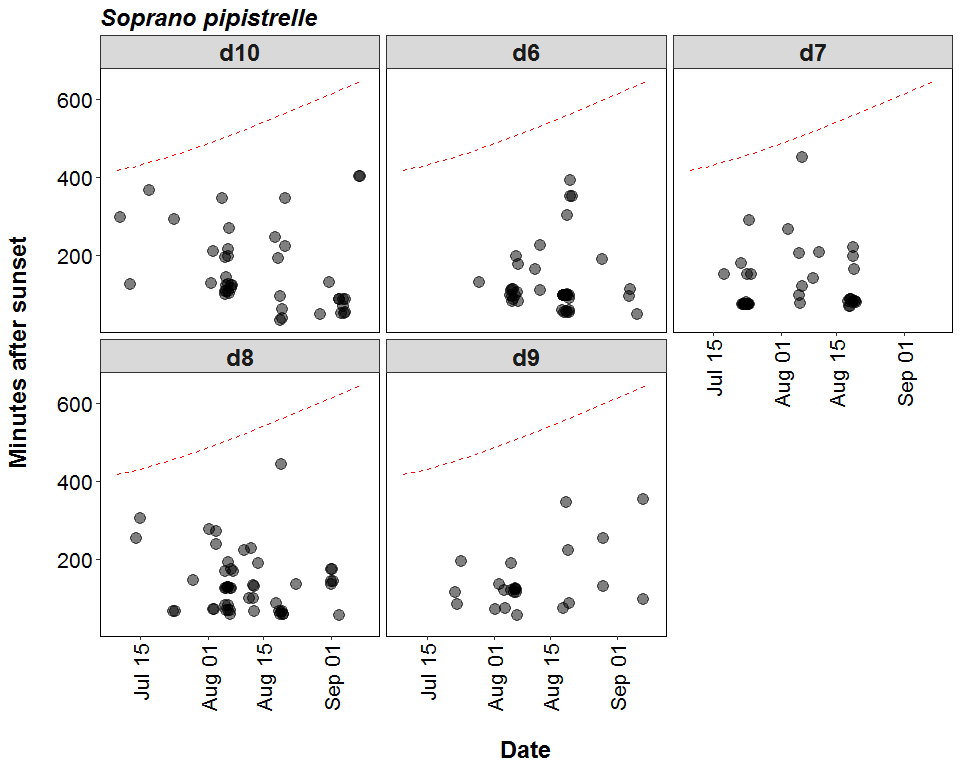 Soprano pipistrelle
d10 d6 d7
600
400
200
Jul 15 Aug 01 Aug 15 Sep 01
d8 d9
600
400
200
Jul 15 Aug 01 Aug 15 Sep 01 Jul 15 Aug 01 Aug 15 Sep 01
Minutes after sunset
Date